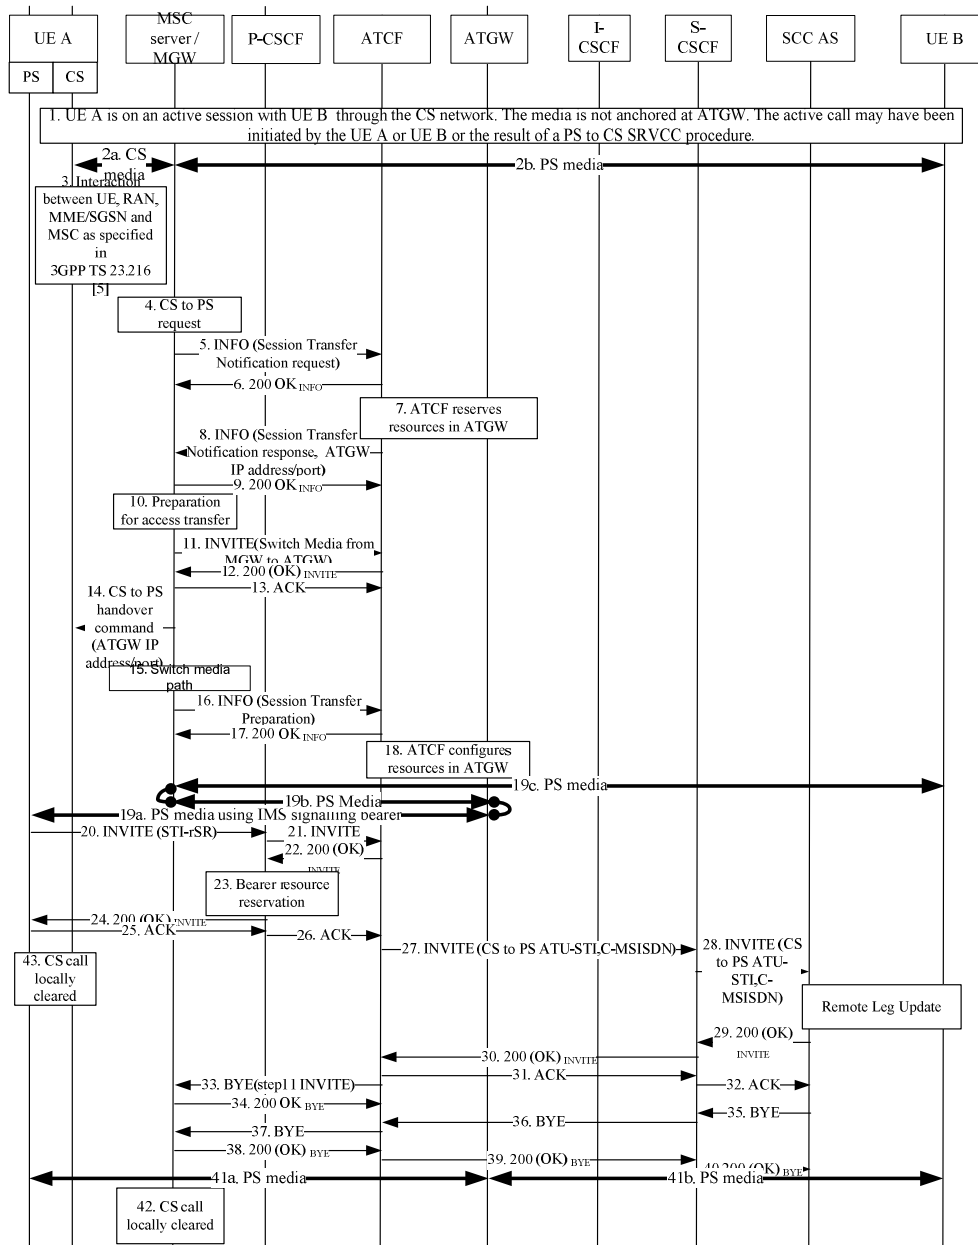 UE A
MSC
server /
MGW
P-CSCF
ATCF
ATGW
I-
CSCF
S-
CSCF
SCC AS
UE B
PS
CS
1. UE A is on an active session with UE B through the CS network. The media is not anchored at ATGW. The active call may have been
initiated by the UE A or UE B or the result of a PS to CS SRVCC procedure.
2a. CS
media
2b. PS media
3. Interaction
between UE, RAN,
MME/SGSN and
MSC as specified
in
3GPP TS 23.216
[5]
4. CS to PS
request
5. INFO (Session Transfer
Notification request)
6. 200 OK INFO
7. ATCF reserves
resources in ATGW
8. INFO (Session Transfer
Notification response, ATGW
IP address/port)
9. 200 OK INFO
10. Preparation
for access transfer
11. INVITE(Switch Media from
MGW to ATGW)
12. 200 (OK) INVITE
13. ACK
14. CS to PS
handover
command
(ATGW IP
address/port)
15. Switch media
path
16. INFO (Session Transfer
Preparation)
17. 200 OK INFO
18. ATCF configures
resources in ATGW
19c. PS media
19b. PS Media
19a. PS media using IMS signalling bearer
20. INVITE (STI-rSR)
21. INVITE
22. 200 (OK)
INVITE
23. Bearer resource
reservation
24. 200 (OK) INVITE
25. ACK
26. ACK
27. INVITE (CS to PS ATU-STI,C-MSISDN)
28. INVITE (CS
to PS ATU-
STI,C-
MSISDN)
43. CS call
locally
cleared
Remote Leg Update
29. 200 (OK)
INVITE
30. 200 (OK) INVITE
31. ACK
32. ACK
33. BYE(step11 INVITE)
34. 200 OK BYE
35. BYE
36. BYE
37. BYE
38. 200 (OK) BYE
39. 200 (OK) BYE
40. 200 (OK) BYE
41a. PS media
41b. PS media
42. CS call
locally cleared